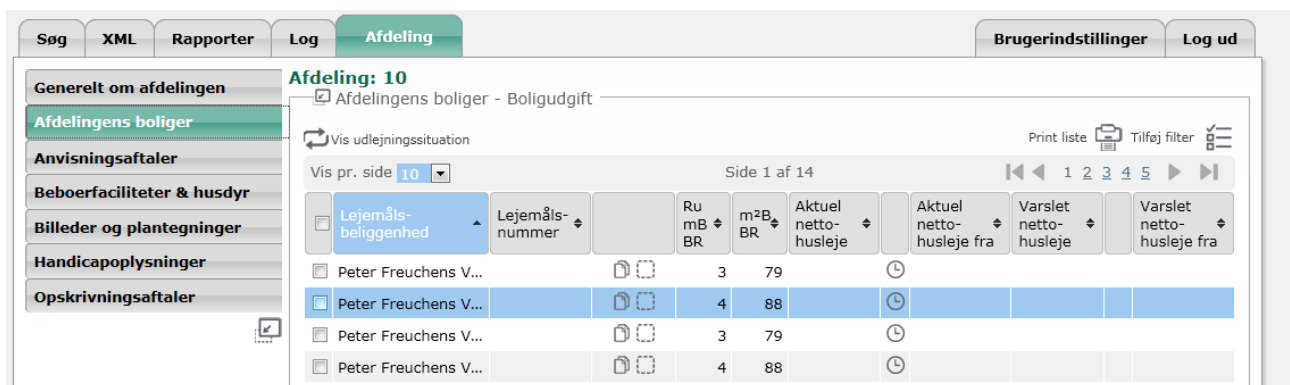 Søg XML Rapporter Log Afdeling Brugerindstillinger Log ud
Generelt om afdelingen
Afdelingens boliger
Anvisningsaftaler
Beboerfaciliteter & husdyr
Billeder og plantegninger
Handicapoplysninger
Opskrivningsaftaler
Afdeling: 10
Afdelingens boliger - Boligudgift
Vis udlejningssituation Print liste Tilføj filter
Vis pr. side 10 Side 1 af 14 1 2 3 4 5
Lejemåls-
beliggenhed
Lejemåls-
nummer
Ru
mB
BR
m²B
BR
Aktuel
netto-
husleje
Aktuel
netto-
husleje fra
Varslet
netto-
husleje
Varslet
netto-
husleje fra
Peter Freuchens V... 3 79
Peter Freuchens V... 4 88
Peter Freuchens V... 3 79
Peter Freuchens V... 4 88